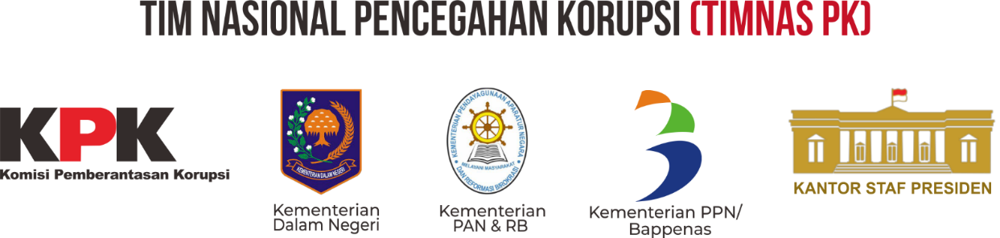 TIM NASIONAL PENCEGAHAN KORUPSI (TIMNAS PK)
KPK
Komisi Pemberantasan Korupsi
KEMENTERIAN DALAM NEGERI
Kementerian
Dalam Negeri
KEMENTERIAN PENDAYAGUNAAN APARATUR NEGARA
MELAYANI MASYARAKAT
DAN REFORMASI BIROKRASI
Kementerian
PAN & RB
Kementerian PPN/
Bappenas
KANTOR STAF PRESIDEN